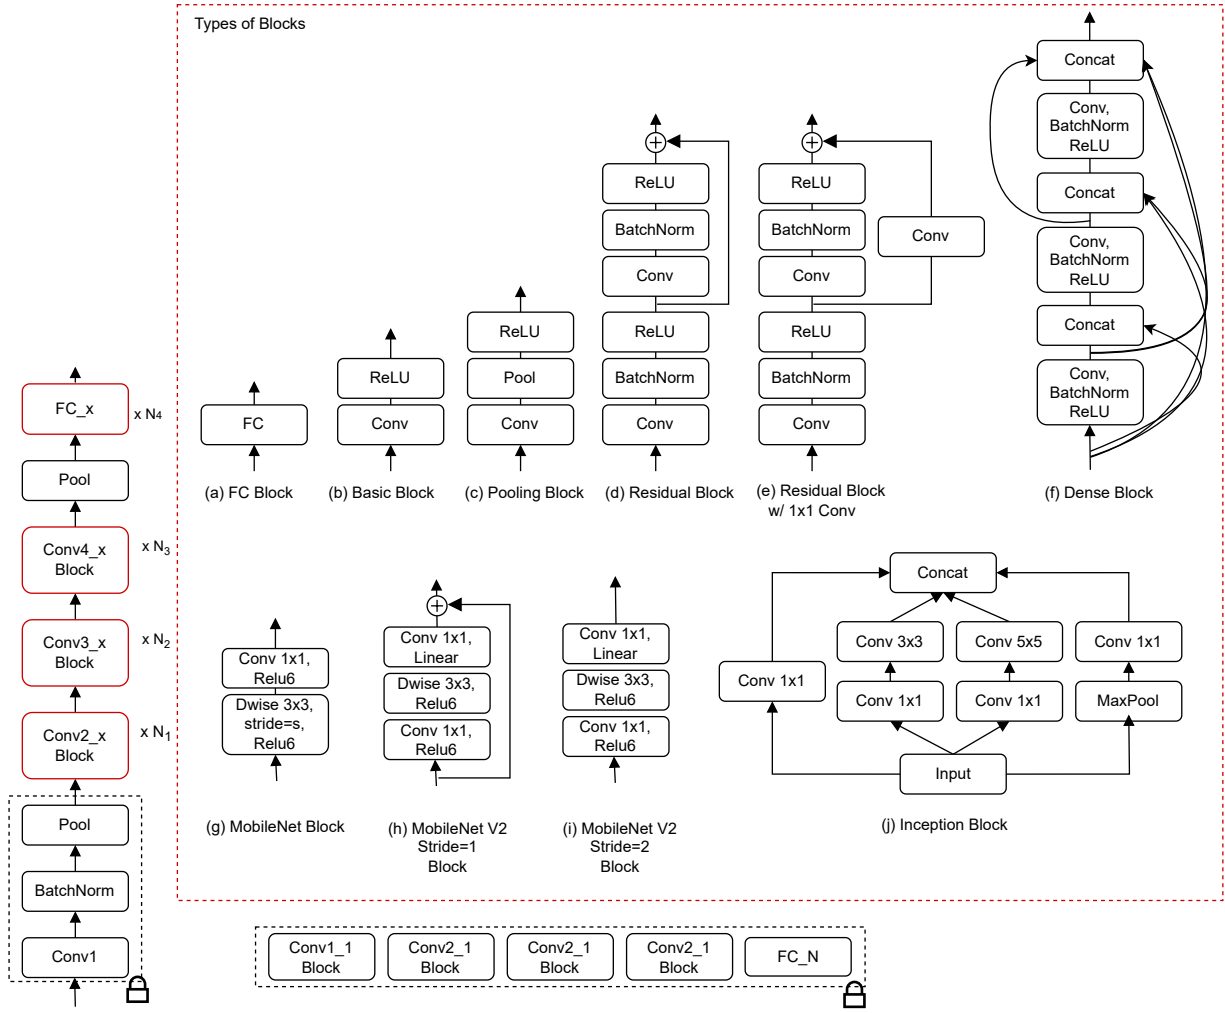 Types of Blocks
FC_x
x N4
Pool
Conv4_x
Block
x N3
Conv3_x
Block
x N2
Conv2_x
Block
x N1
Pool
BatchNorm
Conv1
FC
(a) FC Block
ReLU
Conv
(b) Basic Block
ReLU
Pool
Conv
(c) Pooling Block
ReLU
BatchNorm
Conv
ReLU
BatchNorm
Conv
(d) Residual Block
ReLU
BatchNorm
Conv
Conv
ReLU
BatchNorm
Conv
(e) Residual Block
w/ 1x1 Conv
Concat
Conv,
BatchNorm
ReLU
Concat
Conv,
BatchNorm
ReLU
Concat
Conv,
BatchNorm
ReLU
(f) Dense Block
Conv 1x1,
Relu6
Dwise 3x3,
stride=s,
Relu6
(g) MobileNet Block
Conv 1x1,
Linear
Dwise 3x3,
Relu6
Conv 1x1,
Relu6
(h) MobileNet V2
Stride=1
Block
Conv 1x1,
Linear
Dwise 3x3,
Relu6
Conv 1x1,
Relu6
(i) MobileNet V2
Stride=2
Block
Concat
Conv 3x3
Conv 5x5
Conv 1x1
Conv 1x1
Conv 1x1
Conv 1x1
MaxPool
Input
(j) Inception Block
Conv1_1
Block
Conv2_1
Block
Conv2_1
Block
Conv2_1
Block
FC_N